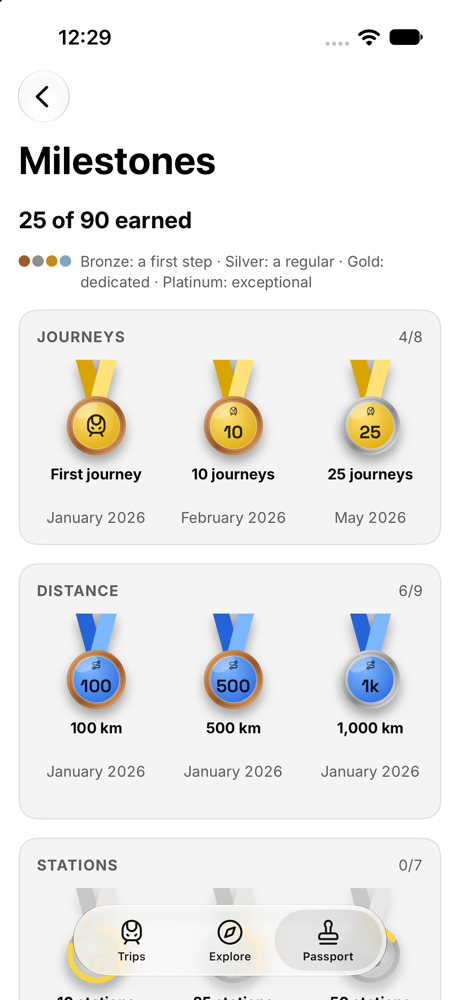 12:29
Milestones
25 of 90 earned
Bronze: a first step · Silver: a regular · Gold:
dedicated · Platinum: exceptional
JOURNEYS 4/8
10 25
First journey 10 journeys 25 journeys
January 2026 February 2026 May 2026
DISTANCE 6/9
100 500 1k
100 km 500 km 1,000 km
January 2026 January 2026 January 2026
STATIONS 0/7
Trips Explore Passport